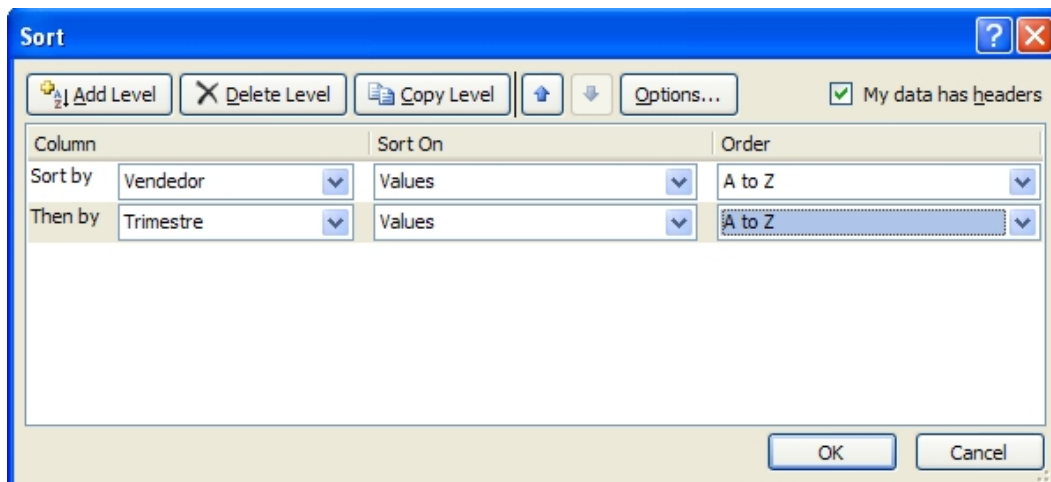 Sort
Add Level Delete Level Copy Level Options... My data has headers
Column Sort On Order
Sort by Vendedor Values A to Z
Then by Trimestre Values A to Z
OK Cancel